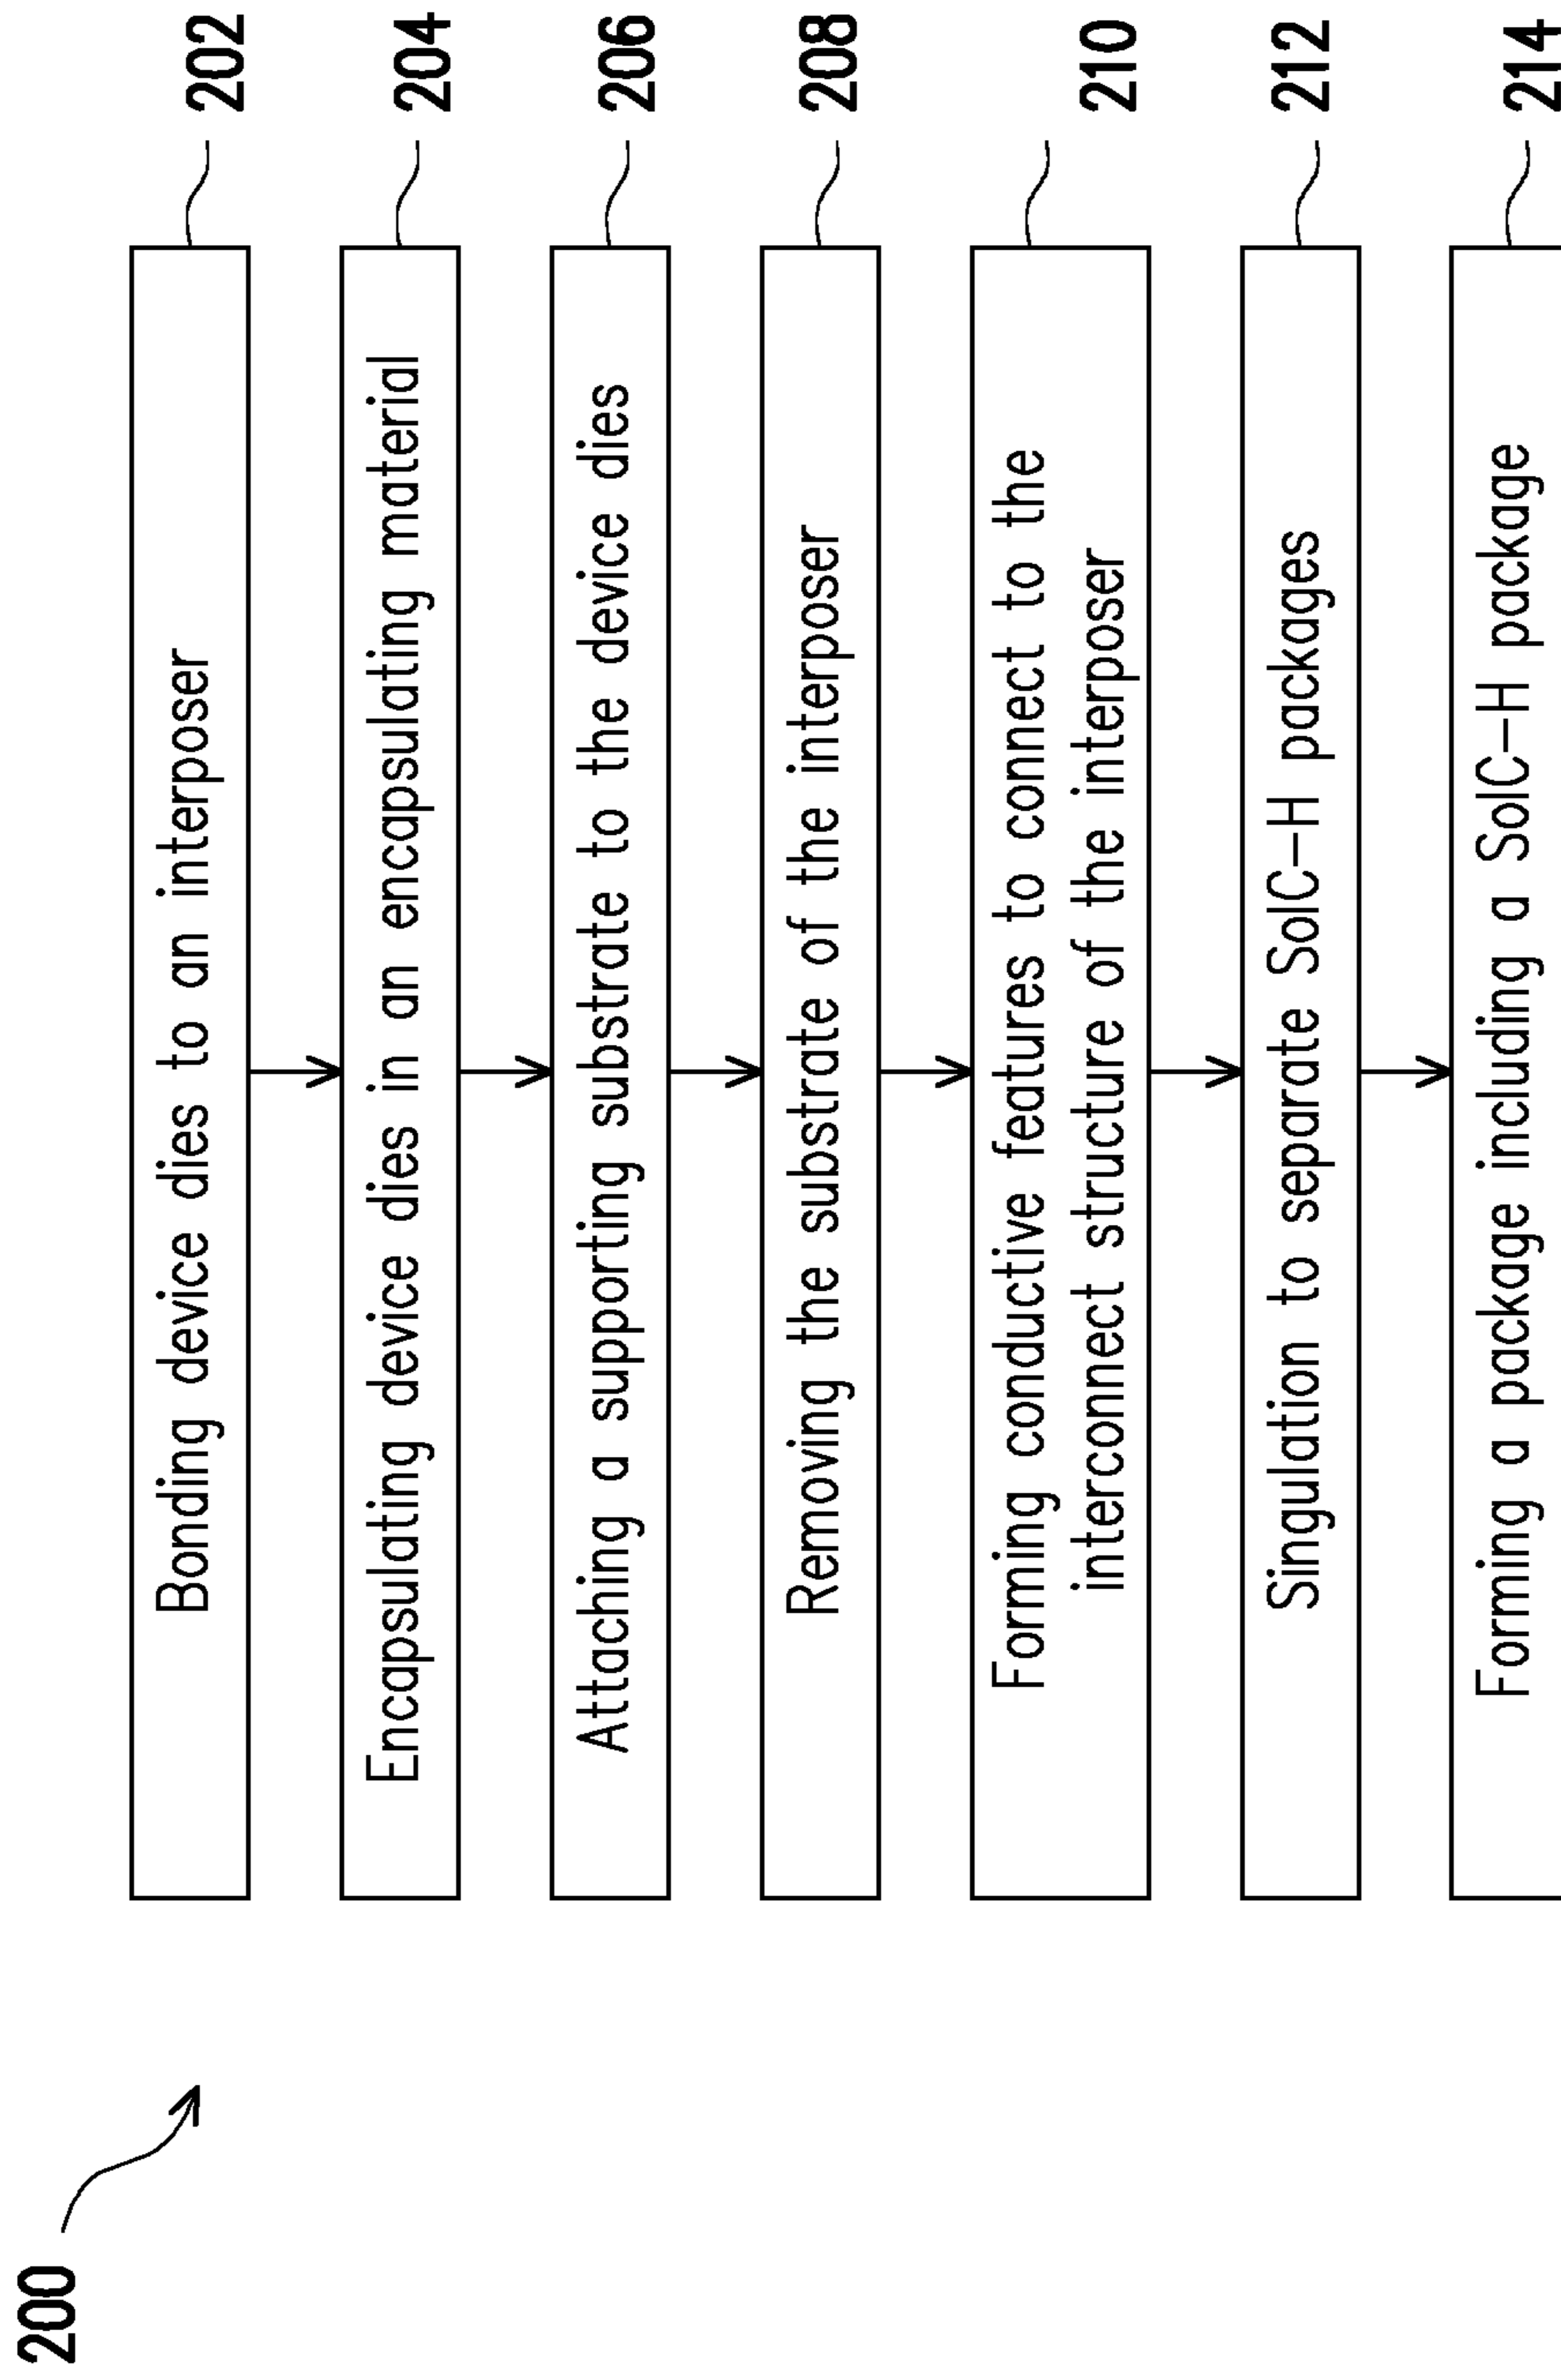 200
Bonding device dies to an interposer
202
Encapsulating device dies in an encapsulating material
204
Attaching a supporting substrate to the device dies
206
Removing the substrate of the interposer
208
Forming conductive features to connect to the
interconnect structure of the interposer
210
Singulation to separate SoIC-H packages
212
Forming a package including a SoIC-H package
214